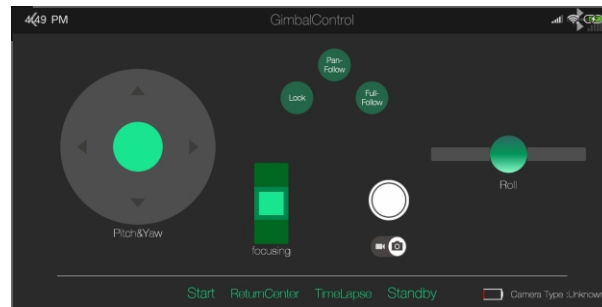 4:49 PM
GimbalControl
Pan-
Follow
Lock
Full-
Follow
Roll
Pitch&Yaw
focusing
Start
ReturnCenter
TimeLapse
Standby
Camera Type :Unknown